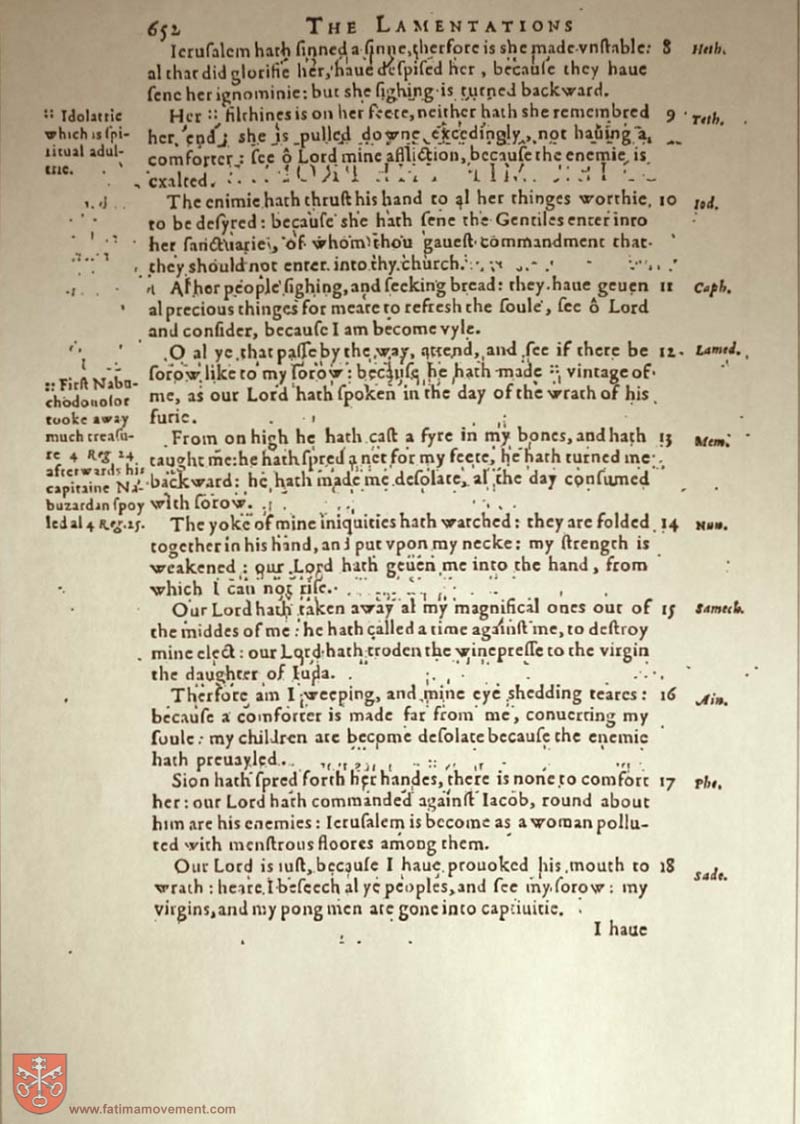 652 THE LAMENTATIONS
Ierusalem hath sinned a sinne, therfore is she made vnstable: 8 Heth.
al that did glorifie her, haue despised her, because they haue
sene her ignominie: but she sighing is turned backward.
Her :: filthines is on her feete, neither hath she remembred 9 Teth.
her end; she is pulled downe excedingly, not hauing a
comforter: see ô Lord mine affliction, because the enemie is
exalted.
:: Idolatrie
which is spi-
ritual adul-
trie.
The enimie hath thrust his hand to al her thinges worthie 10 Iod.
to be desyred: because she hath sene the Gentiles enter into
her sanctuarie, of whom thou gauest commandment that
they should not enter into thy church.
Al her people sighing, and seeking bread: they haue geuen 11 Caph.
al precious thinges for meate to refresh the soule, see ô Lord
and consider, because I am become vyle.
O al ye that passe by the way, attend, and see if there be 12 Lamed.
sorow like to my sorow: because he hath made :: vintage of
me, as our Lord hath spoken in the day of the wrath of his
furie.
:: First Nabu
chodonosor
tooke away
much treasu-
re 4 Reg 24
afterwards his
capitaine Na-
buzardan spoy
led al 4 Reg. 25.
From on high he hath cast a fyre in my bones, and hath 13 Mem.
taught me: he hath spred a net for my feete, he hath turned me
backward: he hath made me desolate, al the day consumed
with sorow.
The yoke of mine iniquities hath watched: they are folded 14 Nun.
together in his hand, and put vpon my necke: my strength is
weakened: our Lord hath geuen me into the hand, from
which I can not rise.
Our Lord hath taken away al my magnifical ones out of 15 Samech.
the middes of me: he hath called a time against me, to destroy
mine elect: our Lord hath troden the winepresse to the virgin
the daughter of Iuda.
Therfore am I weeping, and mine eye shedding teares: 16 Ain.
because a comforter is made far from me, conuerting my
soule: my children are become desolate because the enemie
hath preuayled.
Sion hath spred forth her handes, there is none to comfort 17 Phe.
her: our Lord hath commanded against Iacob, round about
him are his enemies: Ierusalem is become as a woman pollu-
ted with menstrous floores among them.
Our Lord is iust, because I haue prouoked his mouth to 18 Sade.
wrath: heare I beseech al ye peoples, and see my sorow: my
virgins, and my pong men are gone into captiuitie.
I haue
www.fatimamovement.com